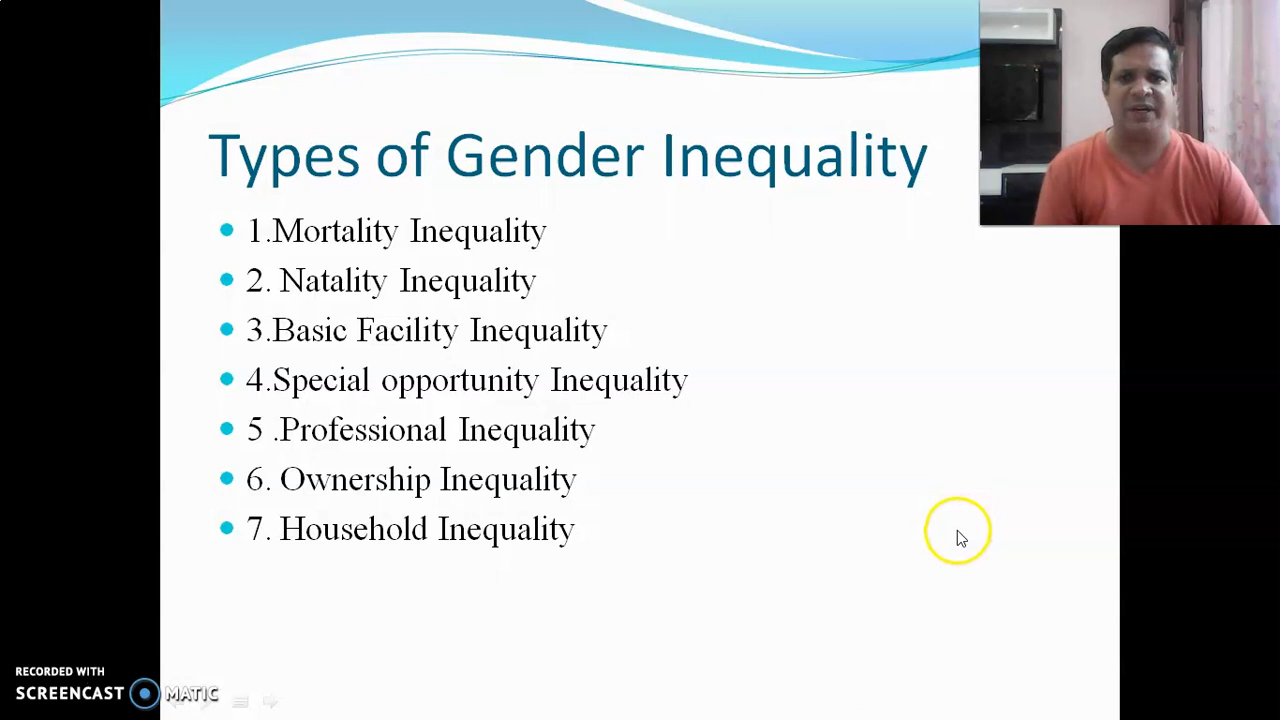 Types of Gender Inequality
1.Mortality Inequality
2. Natality Inequality
3.Basic Facility Inequality
4.Special opportunity Inequality
5 .Professional Inequality
6. Ownership Inequality
7. Household Inequality
RECORDED WITH
SCREENCAST MATIC